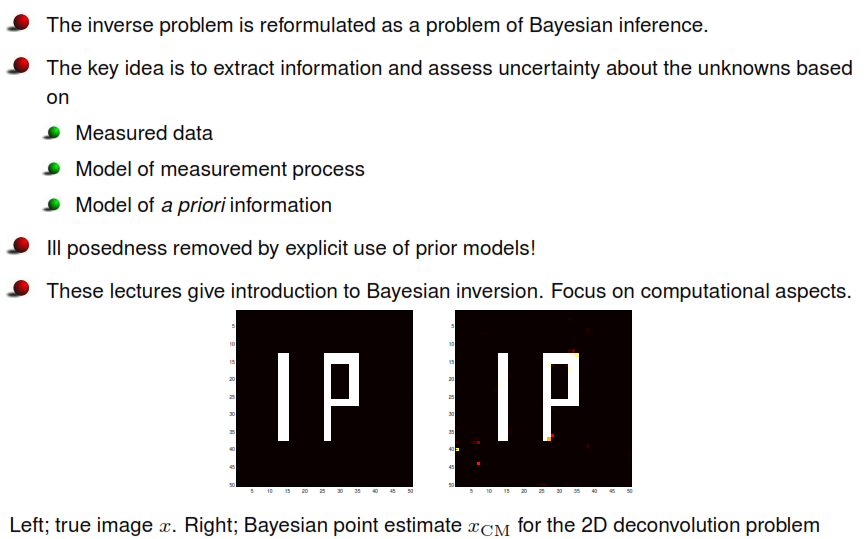 The inverse problem is reformulated as a problem of Bayesian inference.
The key idea is to extract information and assess uncertainty about the unknowns based
on
Measured data
Model of measurement process
Model of a priori information
Ill posedness removed by explicit use of prior models!
These lectures give introduction to Bayesian inversion. Focus on computational aspects.
5
10
15
20
25
30
35
40
45
50
5 10 15 20 25 30 35 40 45 50
5
10
15
20
25
30
35
40
45
50
5 10 15 20 25 30 35 40 45 50
Left; true image x. Right; Bayesian point estimate x_CM for the 2D deconvolution problem